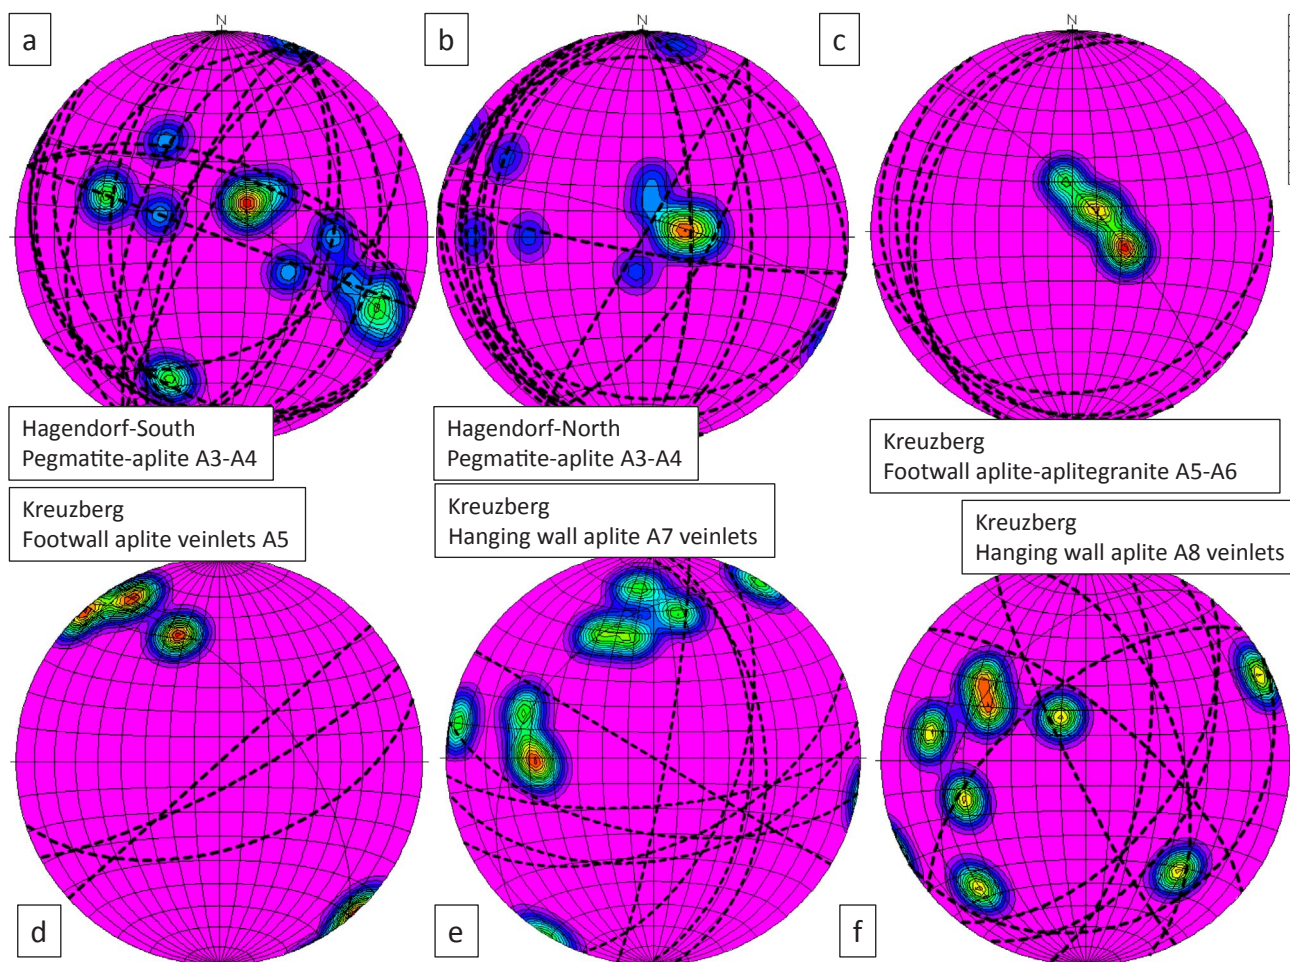 a
N
b
N
c
N
Hagendorf-South
Pegmatite-aplite A3-A4
Hagendorf-North
Pegmatite-aplite A3-A4
Kreuzberg
Footwall aplite-aplitegranite A5-A6
Kreuzberg
Footwall aplite veinlets A5
Kreuzberg
Hanging wall aplite A7 veinlets
Kreuzberg
Hanging wall aplite A8 veinlets
d
e
f